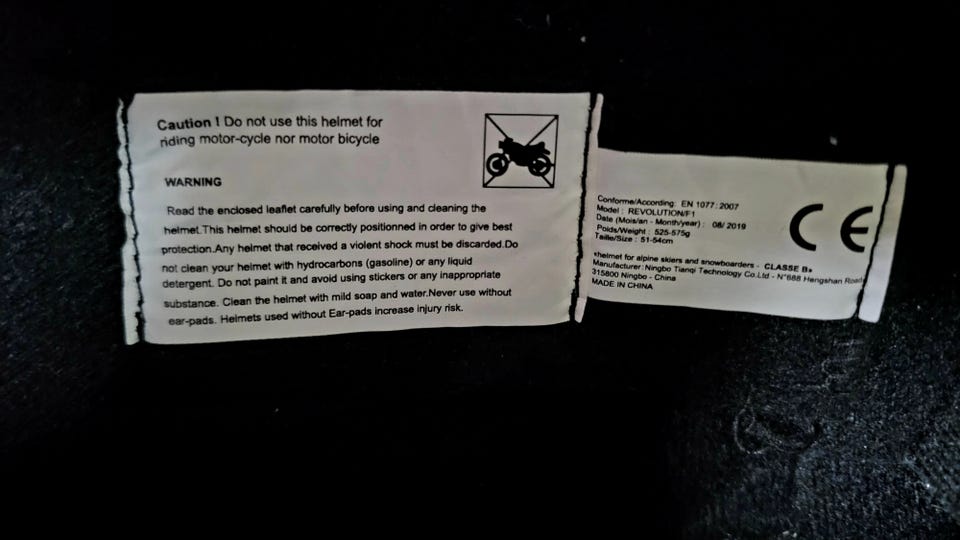 Caution ! Do not use this helmet for
riding motor-cycle nor motor bicycle
WARNING
Read the enclosed leaflet carefully before using and cleaning the
helmet.This helmet should be correctly positionned in order to give best
protection.Any helmet that received a violent shock must be discarded.Do
not clean your helmet with hydrocarbons (gasoline) or any liquid
detergent. Do not paint it and avoid using stickers or any inappropriate
substance. Clean the helmet with mild soap and water.Never use without
ear-pads. Helmets used without Ear-pads increase injury risk.
Conforme/According: EN 1077:2007
Model : REVOLUTION/F1
Date (Mois/an - Month/year) : 08/2019
Poids/Weight : 525-575g
Taille/Size : 51-54cm
CE
«helmet for alpine skiers and snowboarders - CLASSE B»
Manufacturer: Ningbo Tianqi Technology Co.Ltd - N°688 Hengshan Road
315800 Ningbo - China
MADE IN CHINA